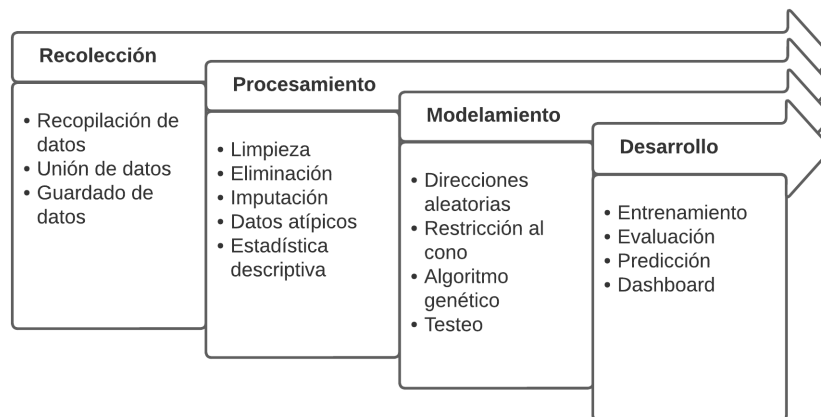 Recolección
• Recopilación de
datos
• Unión de datos
• Guardado de
datos
Procesamiento
• Limpieza
• Eliminación
• Imputación
• Datos atípicos
• Estadística
descriptiva
Modelamiento
• Direcciones
aleatorias
• Restricción al
cono
• Algoritmo
genético
• Testeo
Desarrollo
• Entrenamiento
• Evaluación
• Predicción
• Dashboard